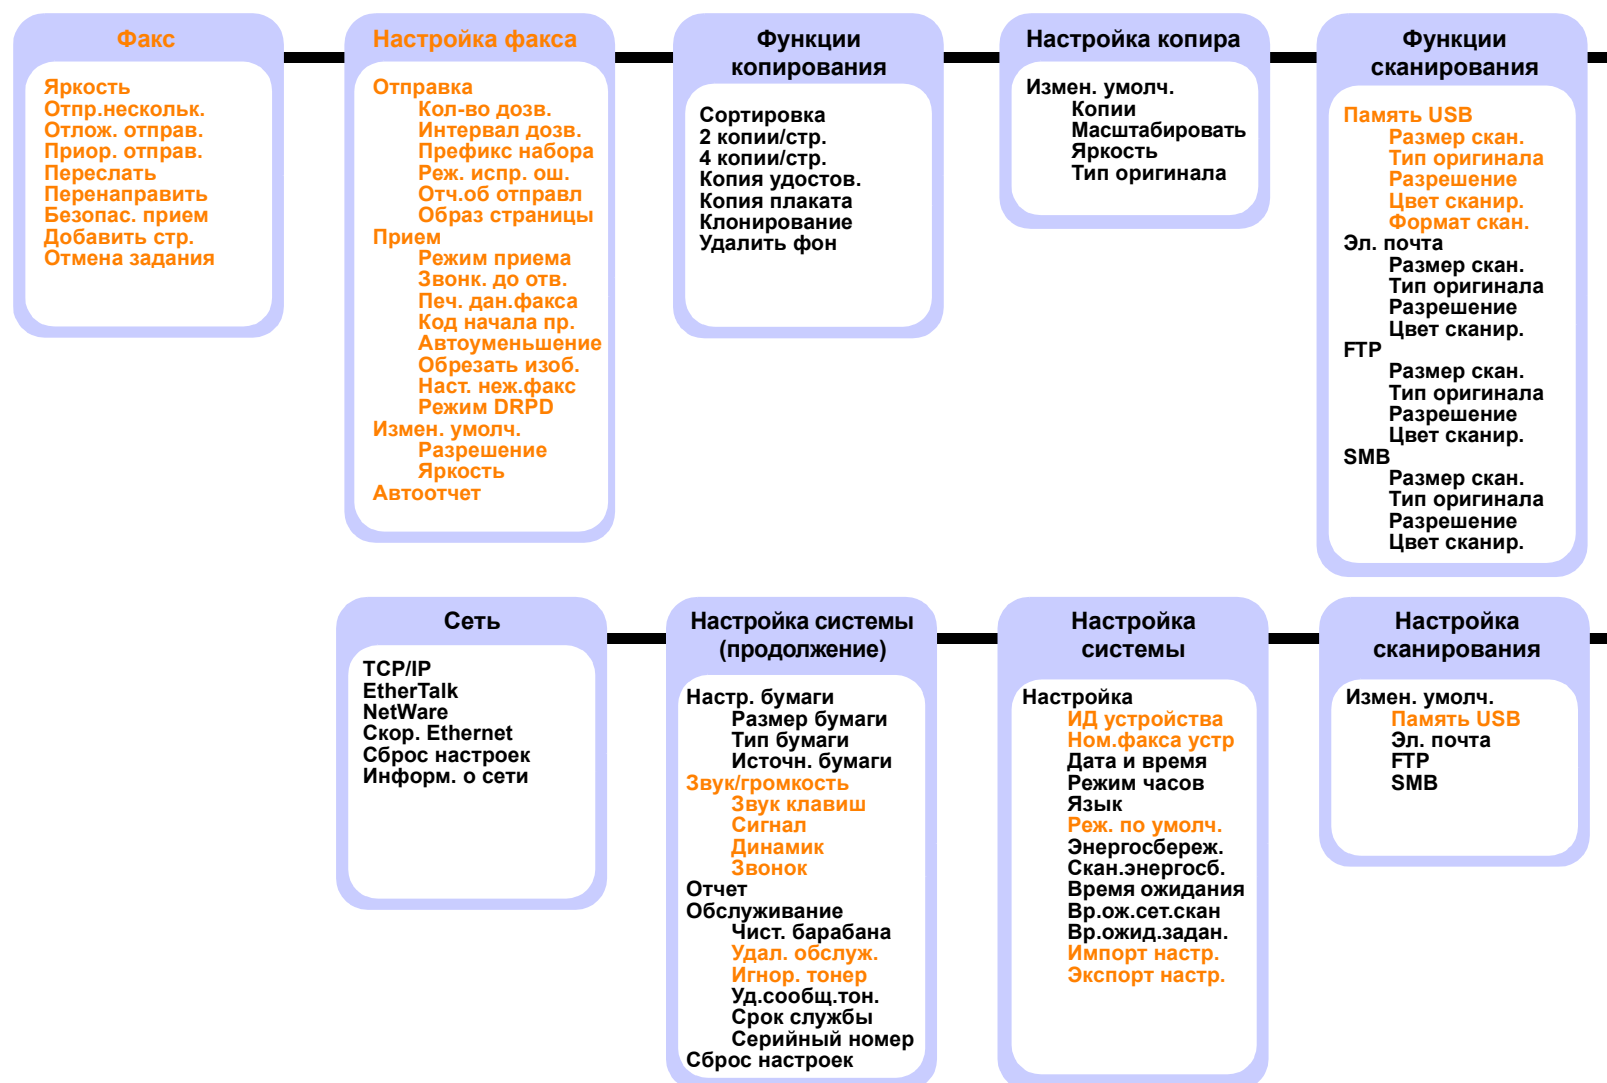 Факс
Яркость
Отпр.нескольк.
Отлож. отправ.
Приор. отправ.
Переслать
Перенаправить
Безопас. прием
Добавить стр.
Отмена задания
Настройка факса
Отправка
Кол-во дозв.
Интервал дозв.
Префикс набора
Реж. испр. ош.
Отч.об отправл
Образ страницы
Прием
Режим приема
Звонк. до отв.
Печ. дан.факса
Код начала пр.
Автоуменьшение
Обрезать изоб.
Наст. неж.факс
Режим DRPD
Измен. умолч.
Разрешение
Яркость
Автоотчет
Функции
копирования
Сортировка
2 копии/стр.
4 копии/стр.
Копия удостов.
Копия плаката
Клонирование
Удалить фон
Настройка копира
Измен. умолч.
Копии
Масштабировать
Яркость
Тип оригинала
Функции
сканирования
Память USB
Размер скан.
Тип оригинала
Разрешение
Цвет сканир.
Формат скан.
Эл. почта
Размер скан.
Тип оригинала
Разрешение
Цвет сканир.
FTP
Размер скан.
Тип оригинала
Разрешение
Цвет сканир.
SMB
Размер скан.
Тип оригинала
Разрешение
Цвет сканир.
Сеть
TCP/IP
EtherTalk
NetWare
Скор. Ethernet
Сброс настроек
Информ. о сети
Настройка системы
(продолжение)
Настр. бумаги
Размер бумаги
Тип бумаги
Источн. бумаги
Звук/громкость
Звук клавиш
Сигнал
Динамик
Звонок
Отчет
Обслуживание
Чист. барабана
Удал. обслуж.
Игнор. тонер
Уд.сообщ.тон.
Срок службы
Серийный номер
Сброс настроек
Настройка
системы
Настройка
ИД устройства
Ном.факса устр
Дата и время
Режим часов
Язык
Реж. по умолч.
Энергосбереж.
Скан.энергосб.
Время ожидания
Вр.ож.сет.скан
Вр.ожид.задан.
Импорт настр.
Экспорт настр.
Настройка
сканирования
Измен. умолч.
Память USB
Эл. почта
FTP
SMB